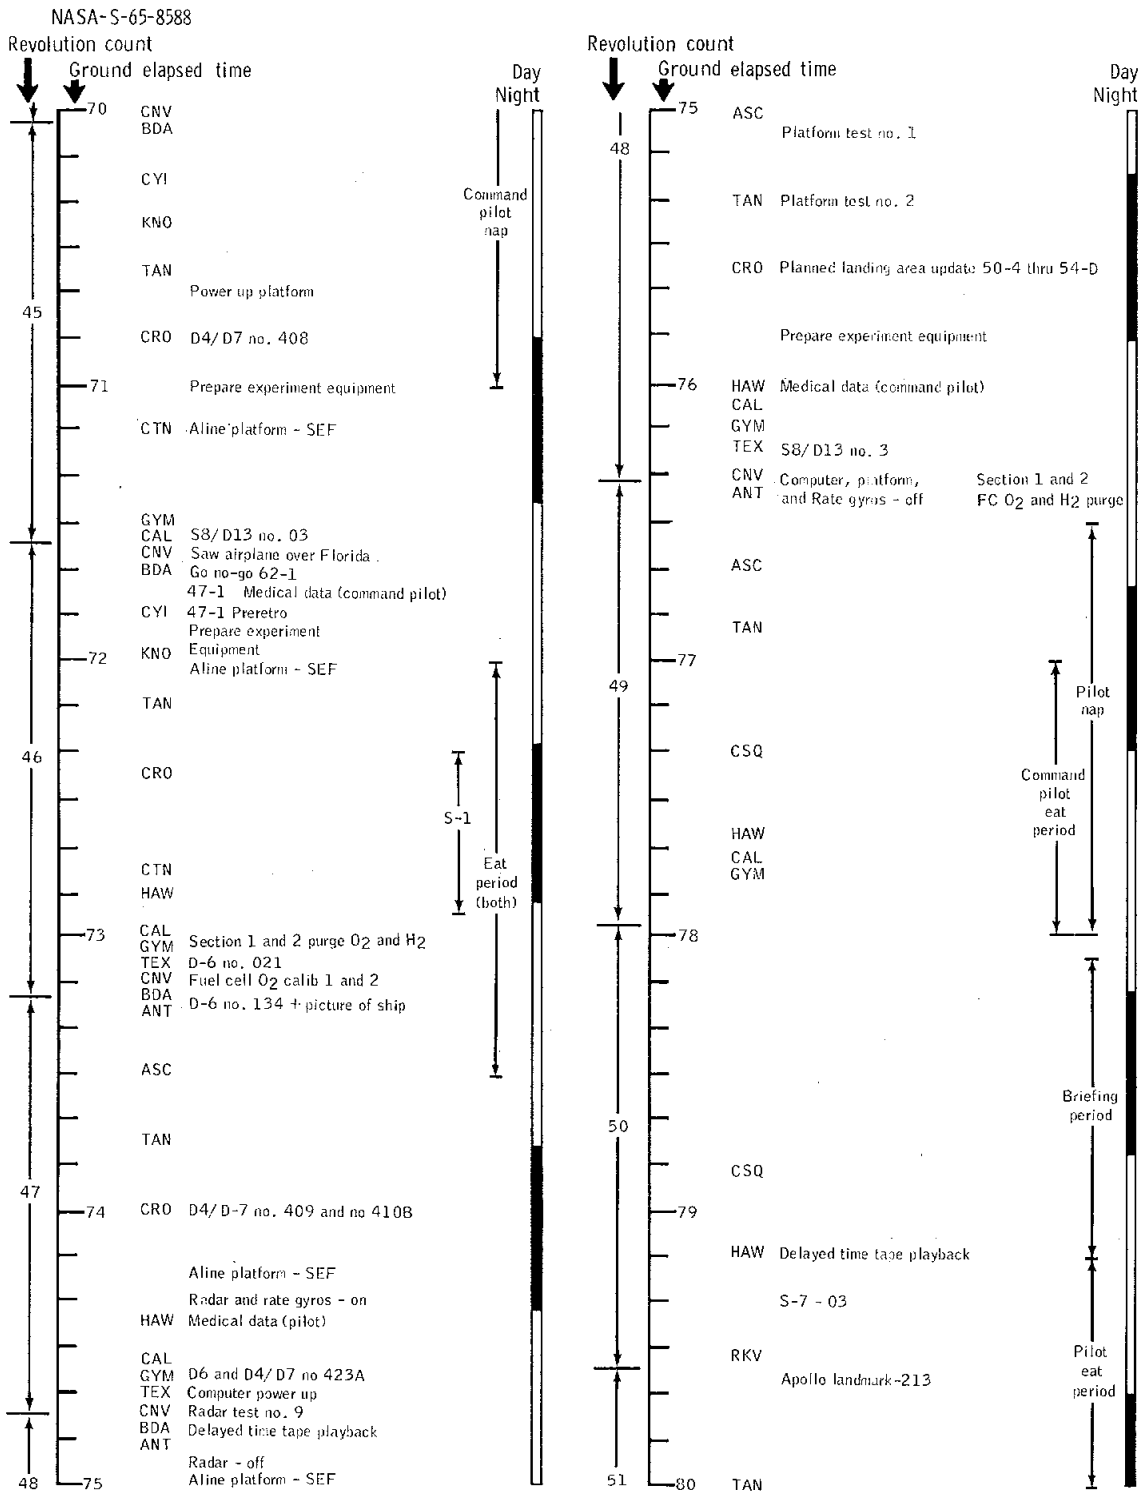 NASA-S-65-8588
Revolution count
Ground elapsed time
Day
Night
70
CNV
BDA
CYI
Command
pilot
nap
KNO
TAN
Power up platform
45
CRO D4/D7 no. 408
71
Prepare experiment equipment
CTN Aline platform - SEF
GYM
CAL S8/D13 no. 03
CNV Saw airplane over Florida
BDA Go no-go 62-1
47-1 Medical data (command pilot)
CYI 47-1 Preretro
Prepare experiment
Equipment
72
KNO
Aline platform - SEF
TAN
46
CRO
S-1
Eat
period
(both)
CTN
HAW
73
CAL
GYM Section 1 and 2 purge O2 and H2
TEX D-6 no. 021
CNV Fuel cell O2 calib 1 and 2
BDA
ANT D-6 no. 134 + picture of ship
ASC
TAN
47
74
CRO D4/D-7 no. 409 and no 410B
Aline platform - SEF
Radar and rate gyros - on
HAW Medical data (pilot)
CAL
GYM D6 and D4/D7 no 423A
TEX Computer power up
CNV Radar test no. 9
BDA Delayed time tape playback
ANT
Radar - off
48
75
Aline platform - SEF
Revolution count
Ground elapsed time
Day
Night
75
ASC
Platform test no. 1
48
TAN Platform test no. 2
CRO Planned landing area update 50-4 thru 54-D
Prepare experiment equipment
76
HAW Medical data (command pilot)
CAL
GYM
TEX S8/D13 no. 3
CNV Computer, platform, Section 1 and 2
ANT and Rate gyros - off FC O2 and H2 purge
ASC
TAN
77
49
Pilot
nap
CSQ
Command
pilot
eat
period
HAW
CAL
GYM
78
Briefing
period
50
CSQ
79
HAW Delayed time tape playback
S-7 - 03
RKV
Pilot
eat
period
Apollo landmark-213
51
80
TAN